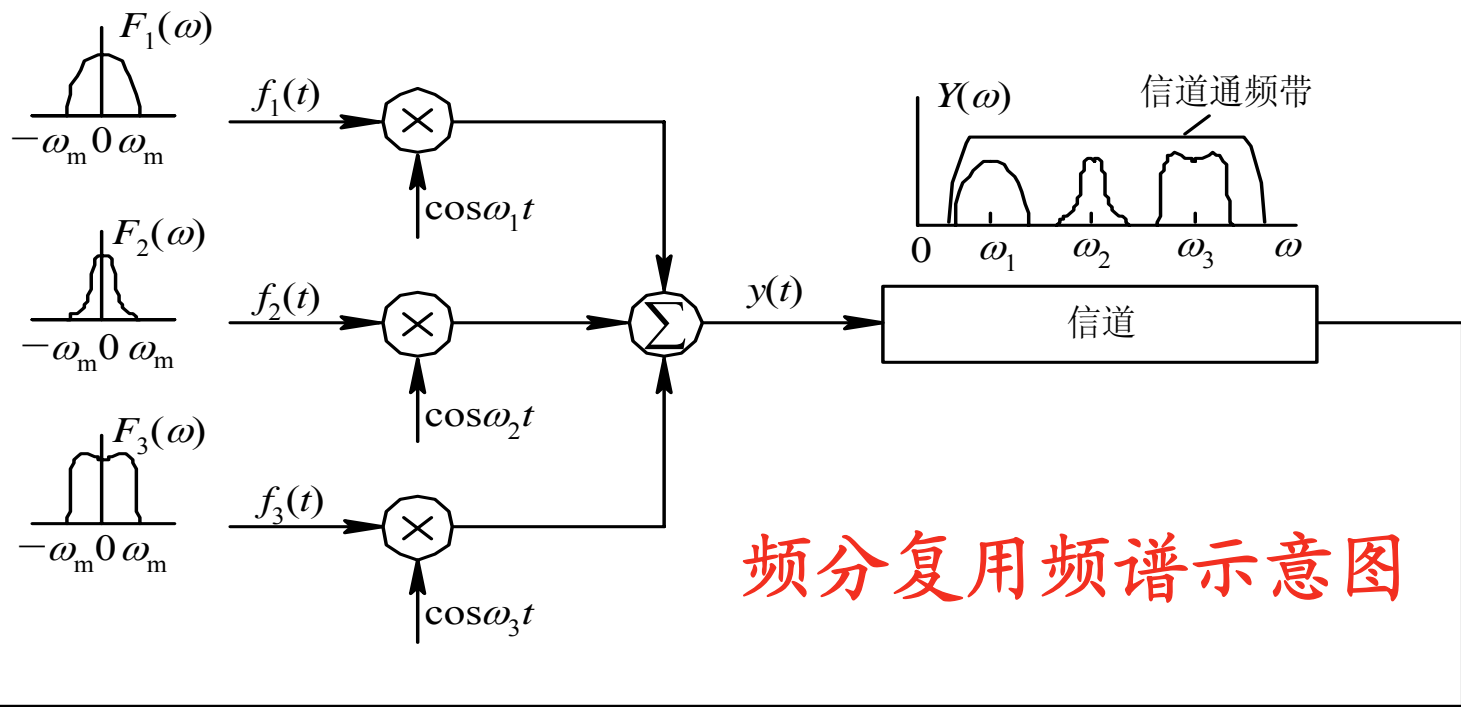 F₁(ω)
−ωₘ 0 ωₘ
f₁(t)
×
cosω₁t
F₂(ω)
−ωₘ 0 ωₘ
f₂(t)
×
cosω₂t
F₃(ω)
−ωₘ 0 ωₘ
f₃(t)
×
cosω₃t
∑
y(t)
Y(ω)
信道通频带
0 ω₁ ω₂ ω₃ ω
信道
频分复用频谱示意图